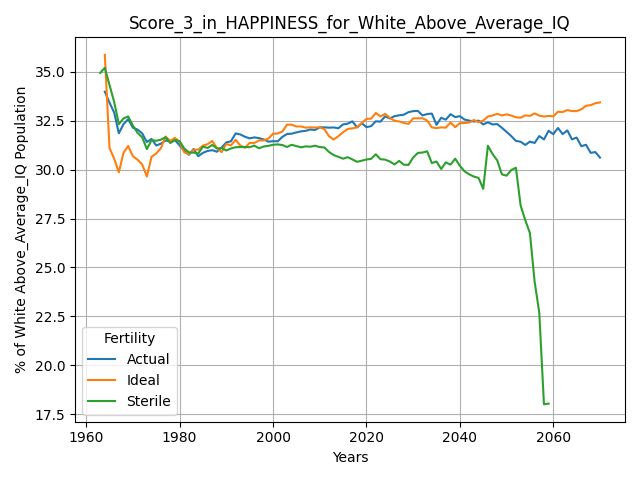 Score_3_in_HAPPINESS_for_White_Above_Average_IQ
% of White Above_Average_IQ Population
35.0
32.5
30.0
27.5
25.0
22.5
20.0
17.5
Fertility
Actual
Ideal
Sterile
1960 1980 2000 2020 2040 2060
Years